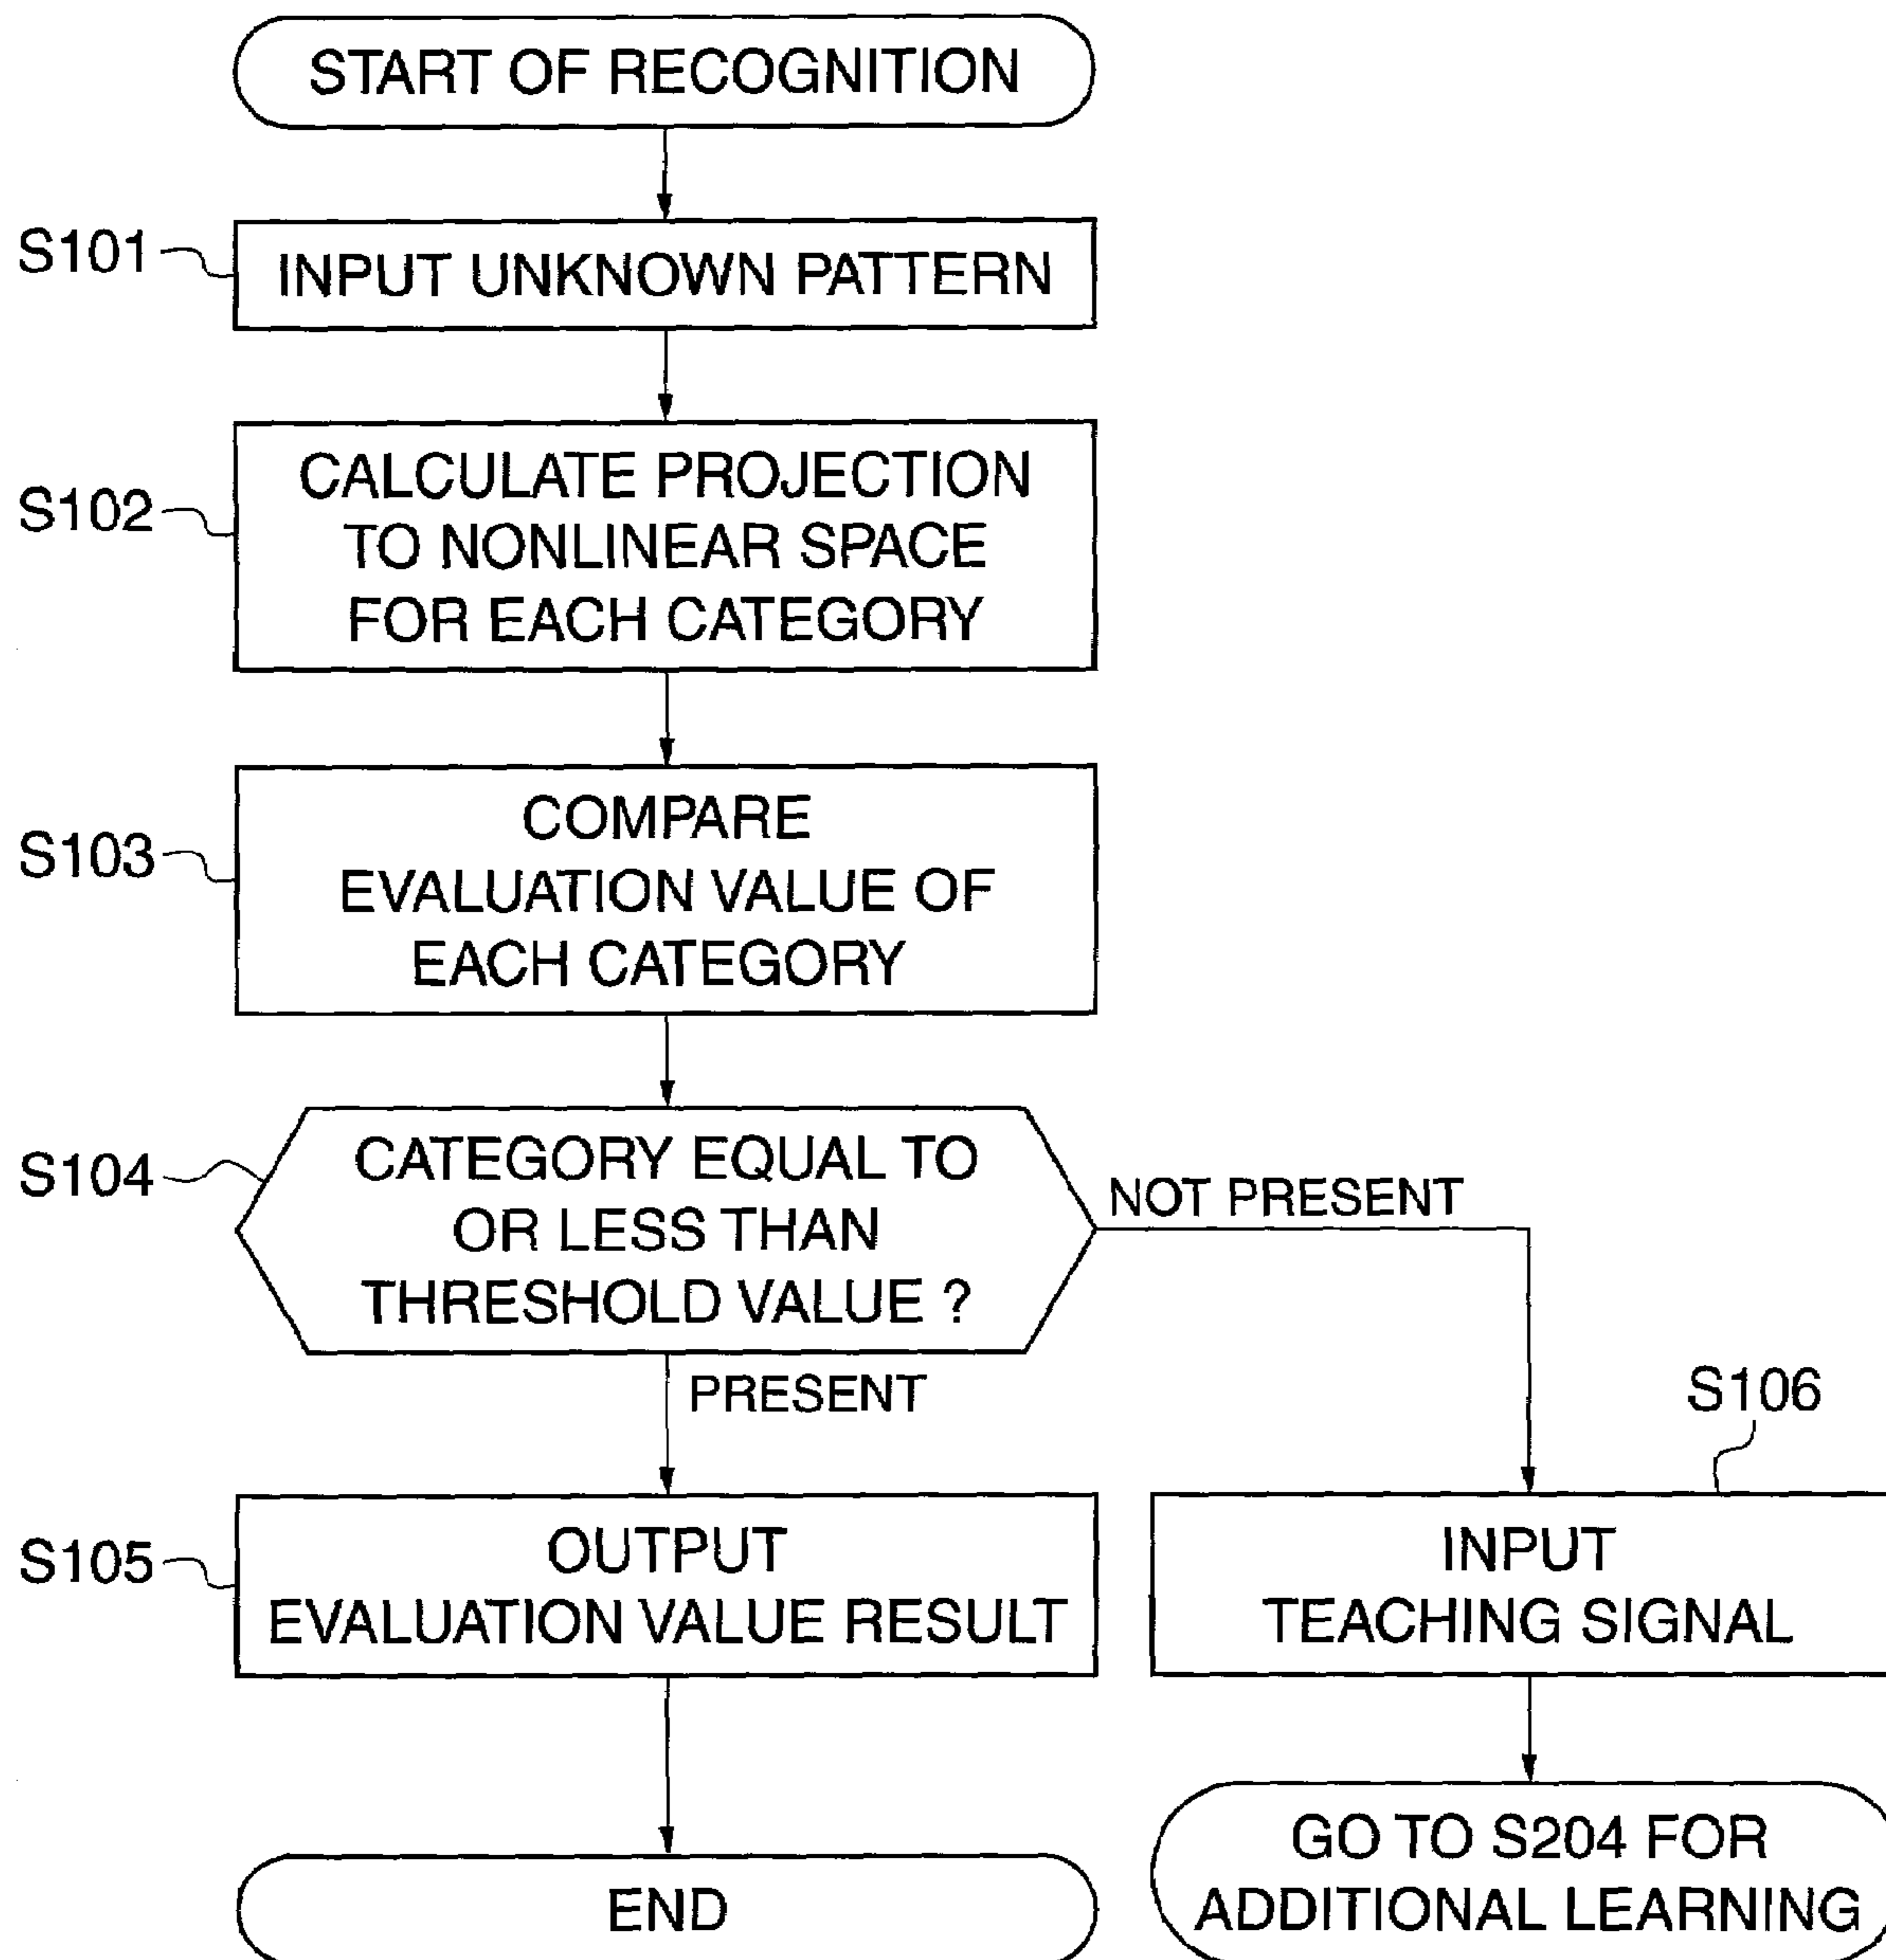 START OF RECOGNITION
S101
INPUT UNKNOWN PATTERN
S102
CALCULATE PROJECTION
TO NONLINEAR SPACE
FOR EACH CATEGORY
S103
COMPARE
EVALUATION VALUE OF
EACH CATEGORY
S104
CATEGORY EQUAL TO
OR LESS THAN
THRESHOLD VALUE ?
NOT PRESENT
PRESENT
S105
OUTPUT
EVALUATION VALUE RESULT
S106
INPUT
TEACHING SIGNAL
END
GO TO S204 FOR
ADDITIONAL LEARNING